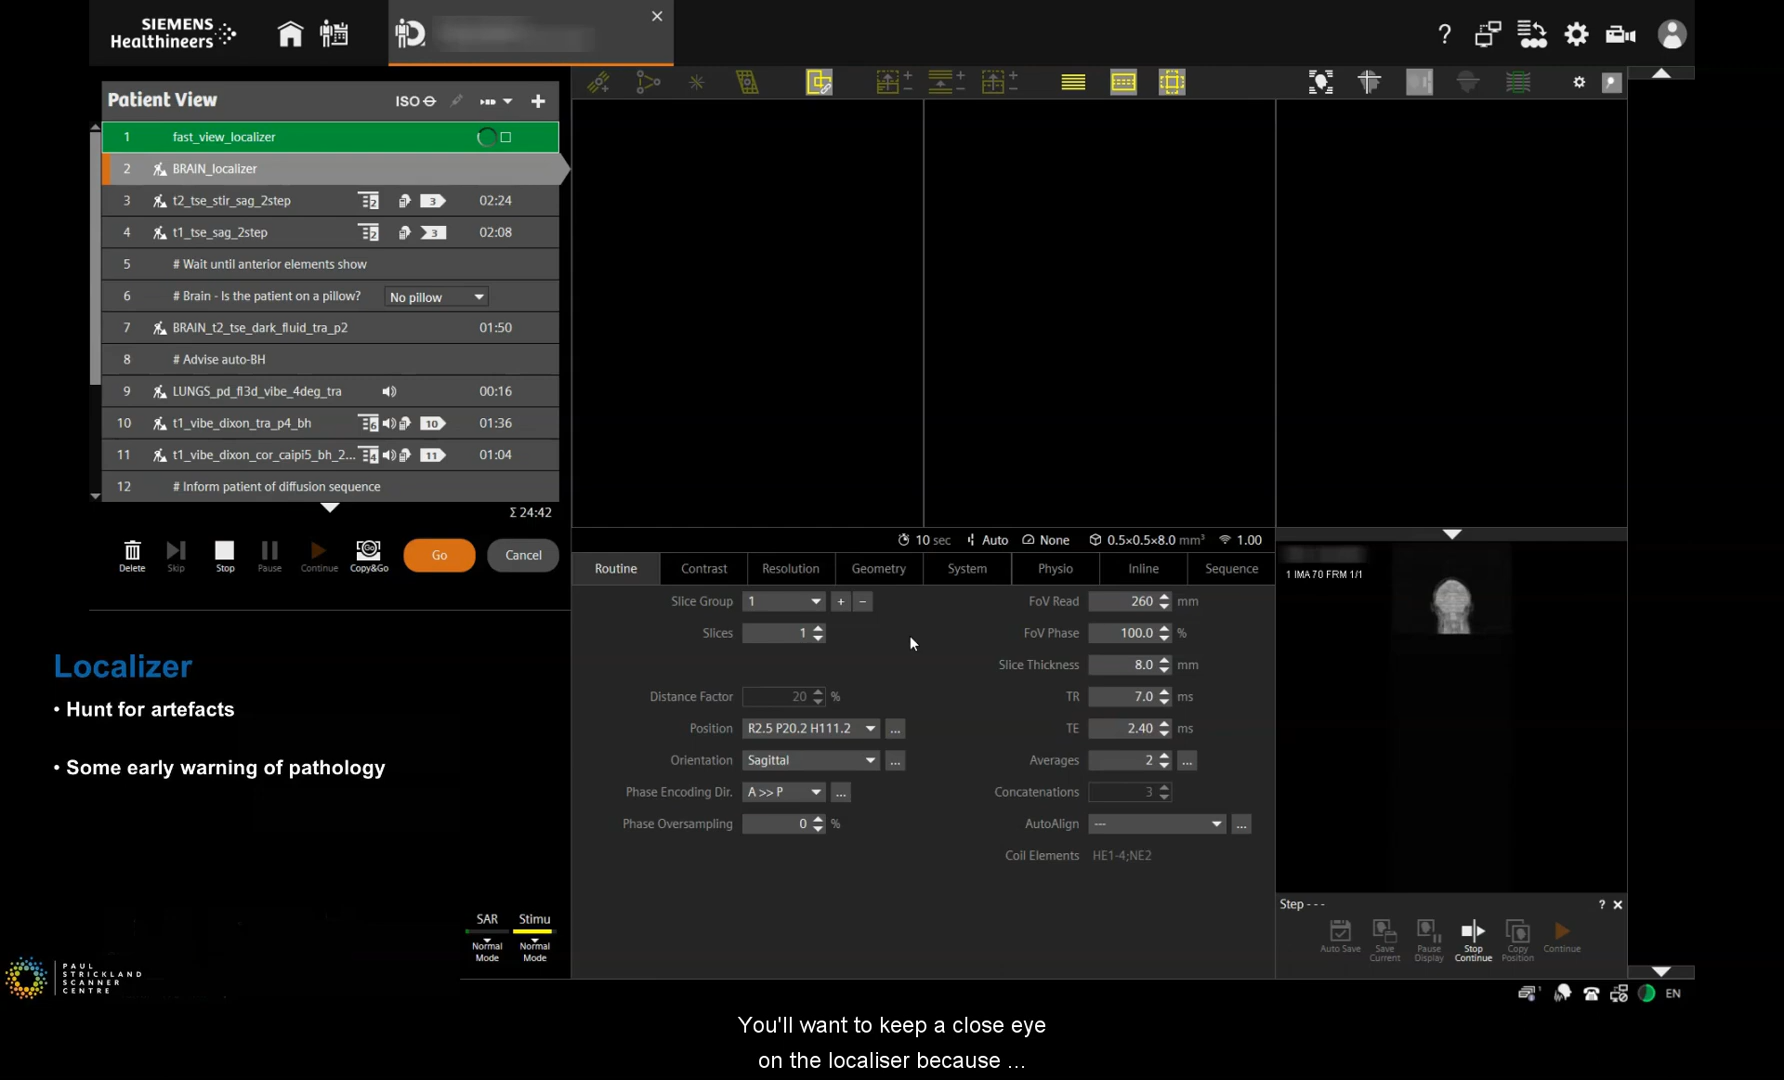 SIEMENS
Healthineers
?
Patient View
ISO
1 fast_view_localizer
2 BRAIN_localizer
3 t2_tse_stir_sag_2step 2 3 02:24
4 t1_tse_sag_2step 2 3 02:08
5 # Wait until anterior elements show
6 # Brain - Is the patient on a pillow? No pillow
7 BRAIN_t2_tse_dark_fluid_tra_p2 01:50
8 # Advise auto-BH
9 LUNGS_pd_fl3d_vibe_4deg_tra 00:16
10 t1_vibe_dixon_tra_p4_bh 6 10 01:36
11 t1_vibe_dixon_cor_caipi5_bh_2... 4 11 01:04
12 # Inform patient of diffusion sequence
Σ 24:42
Delete Skip Stop Pause Continue Copy&Go Go Cancel
10 sec Auto None 0.5×0.5×8.0 mm³ 1.00
Routine Contrast Resolution Geometry System Physio Inline Sequence
Slice Group 1 + − FoV Read 260 mm
Slices 1 FoV Phase 100.0 %
Slice Thickness 8.0 mm
Distance Factor 20 % TR 7.0 ms
Position R2.5 P20.2 H111.2 ... TE 2.40 ms
Orientation Sagittal ... Averages 2 ...
Phase Encoding Dir. A >> P ... Concatenations 3
Phase Oversampling 0 % AutoAlign --- ...
Coil Elements HE1-4;NE2
1 IMA 70 FRM 1/1
Step - - - ?
Auto Save Save Current Pause Display Stop Continue Copy Position Continue
Localizer
• Hunt for artefacts
• Some early warning of pathology
SAR Stimu
Normal Mode Normal Mode
PAUL
STRICKLAND
SCANNER
CENTRE
EN
You'll want to keep a close eye
on the localiser because ...